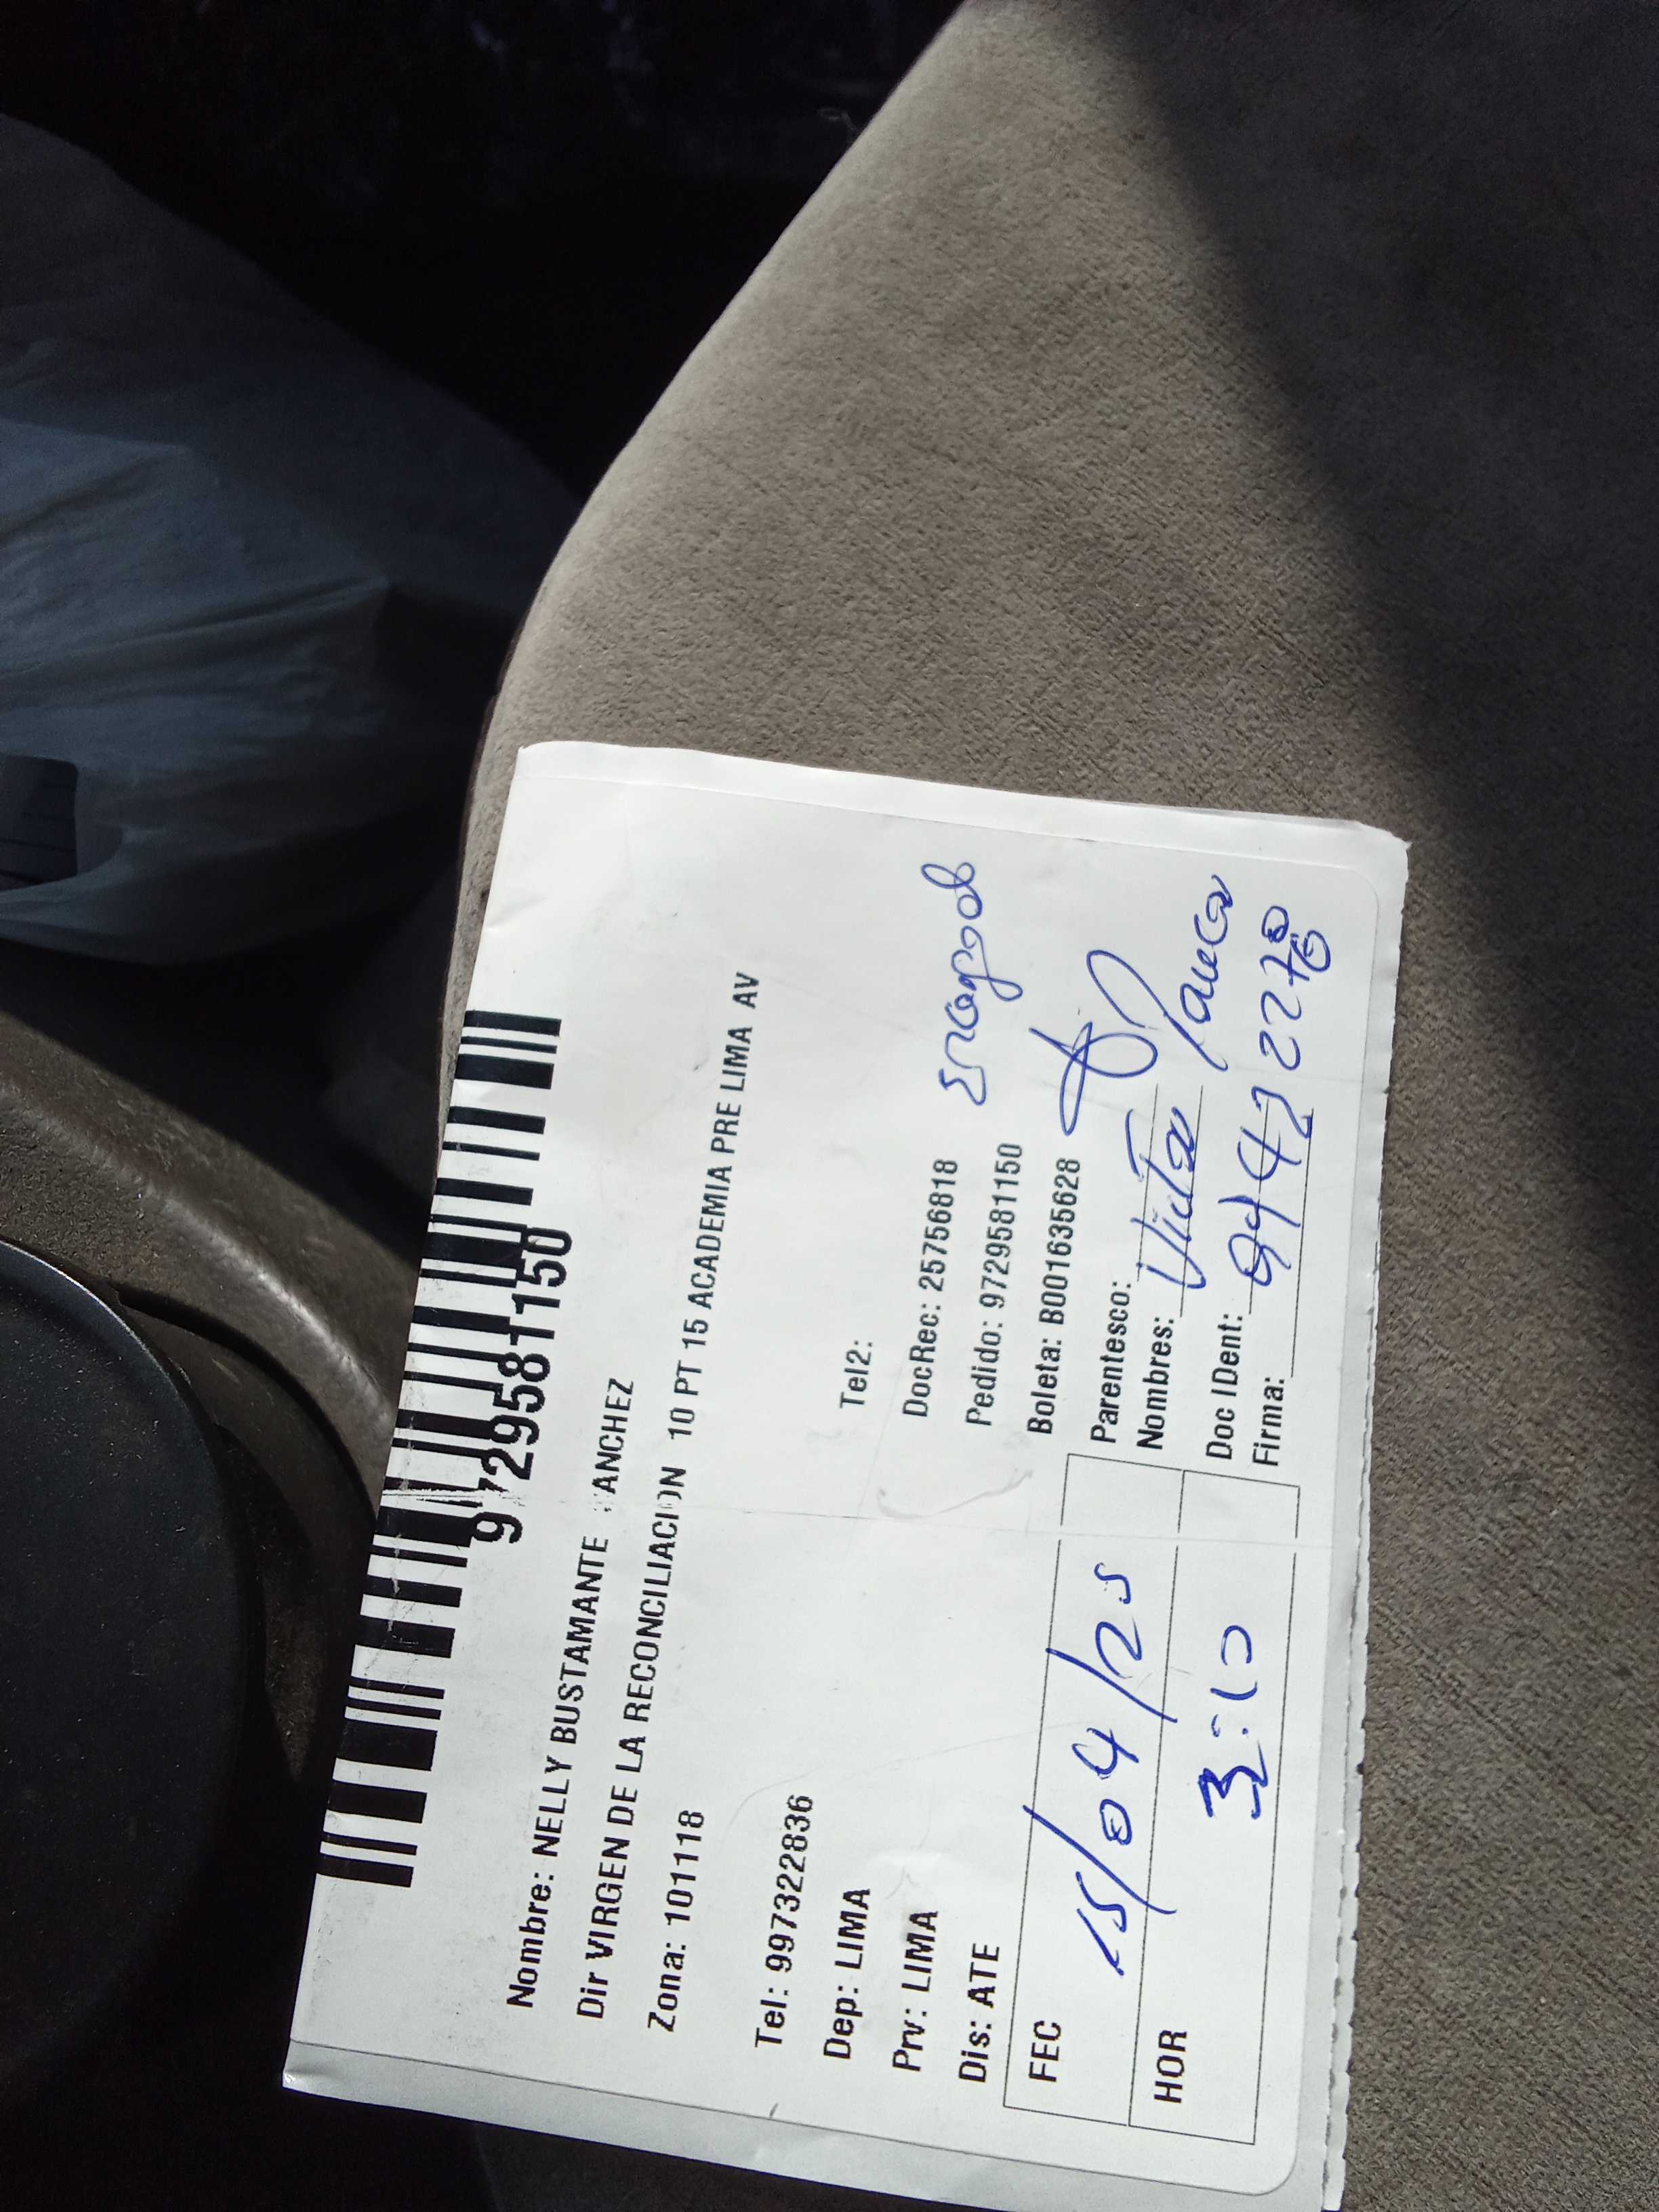 9729581150
Nombre: NELLY BUSTAMANTE ANCHEZ
Dir VIRGEN DE LA RECONCILIACION 10 PT 15 ACADEMIA PRE LIMA AV
Zona: 101118
Tel: 997322836
Tel2:
Dep: LIMA
DocRec: 25756818
Prv: LIMA
Pedido: 9729581150
Dis: ATE
Boleta: B001635628
FEC 15/04/25
Parentesco:
Nombres:
HOR 3:10
Doc IDent:
Firma: